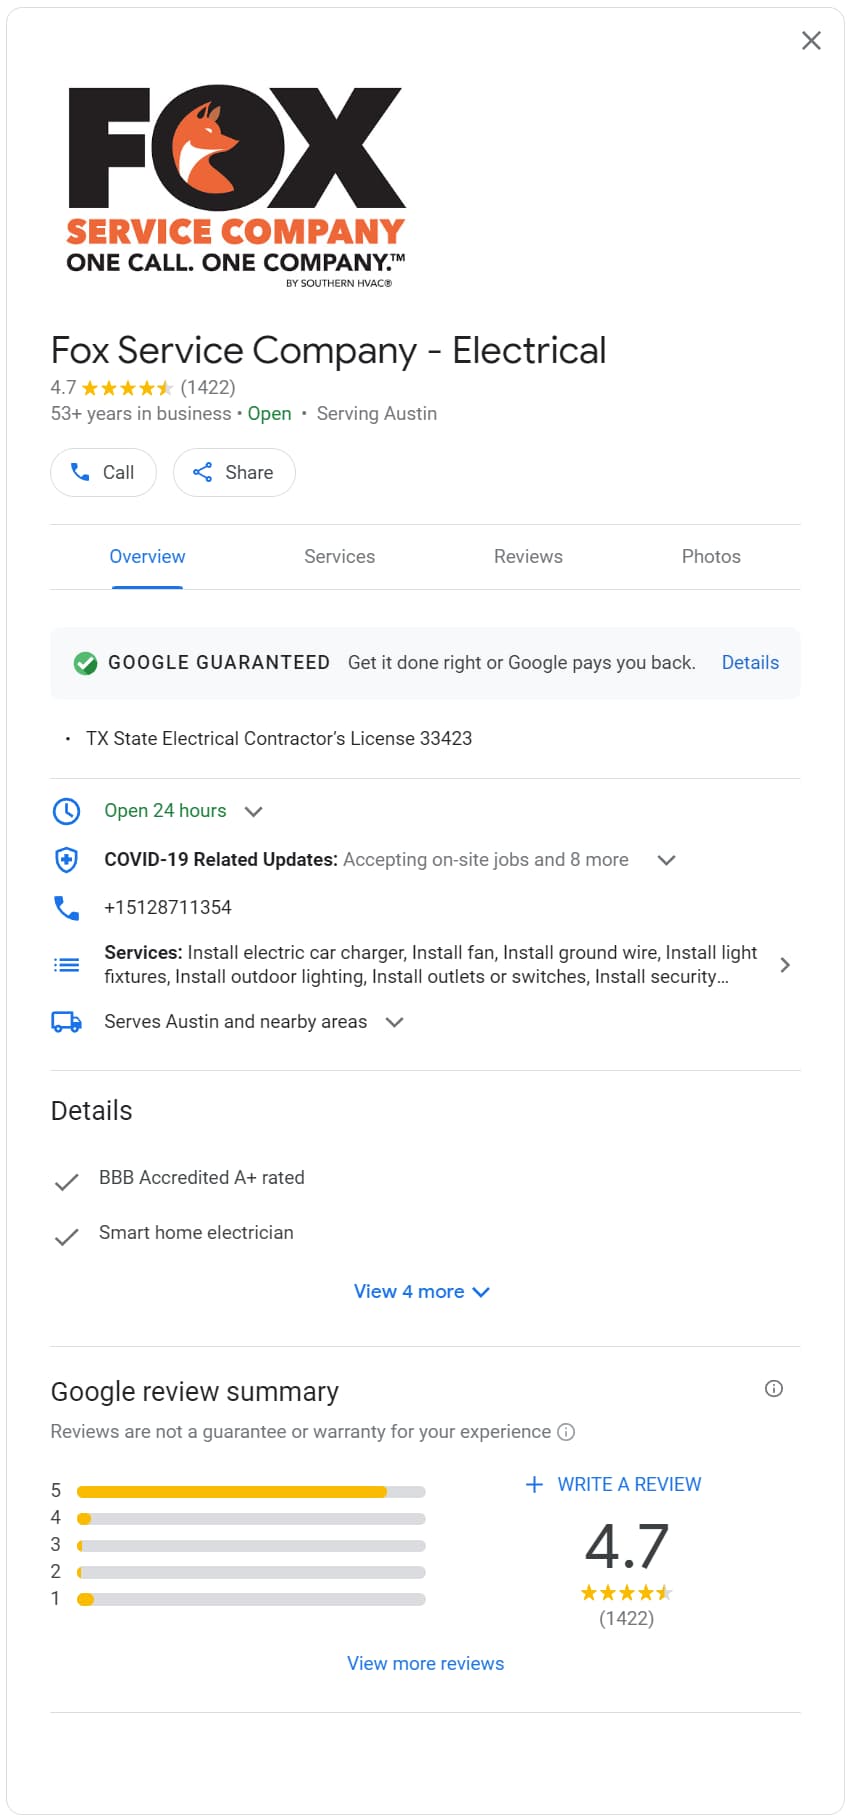 FOX
SERVICE COMPANY
ONE CALL. ONE COMPANY.™
BY SOUTHERN HVAC®
Fox Service Company - Electrical
4.7 (1422)
53+ years in business • Open • Serving Austin
Call Share
Overview Services Reviews Photos
GOOGLE GUARANTEED Get it done right or Google pays you back. Details
• TX State Electrical Contractor’s License 33423
Open 24 hours
COVID-19 Related Updates: Accepting on-site jobs and 8 more
+15128711354
Services: Install electric car charger, Install fan, Install ground wire, Install light
fixtures, Install outdoor lighting, Install outlets or switches, Install security...
Serves Austin and nearby areas
Details
BBB Accredited A+ rated
Smart home electrician
View 4 more
Google review summary
Reviews are not a guarantee or warranty for your experience
5
4
3
2
1
+ WRITE A REVIEW
4.7
(1422)
View more reviews